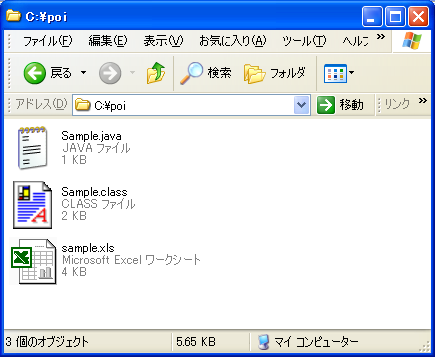 C:¥poi
ファイル(F) 編集(E) 表示(V) お気に入り(A) ツール(T) ヘルプ »
戻る 検索 フォルダ
アドレス(D) C:¥poi 移動 リンク »
Sample.java
JAVA ファイル
1 KB
Sample.class
CLASS ファイル
2 KB
sample.xls
Microsoft Excel ワークシート
4 KB
3 個のオブジェクト 5.65 KB マイ コンピューター